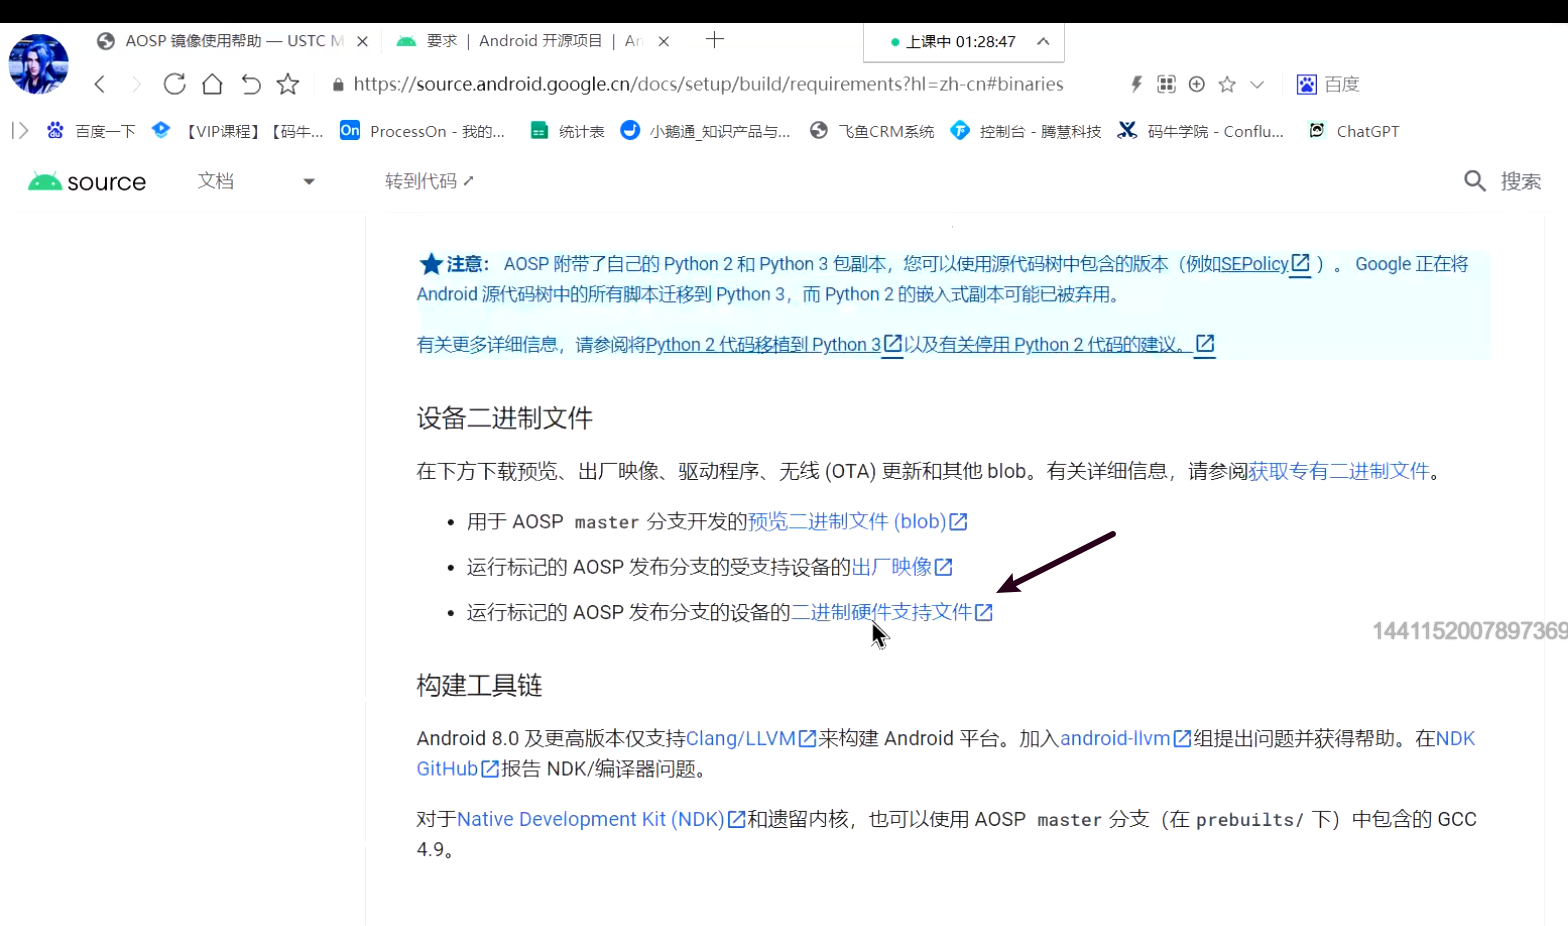 AOSP 镜像使用帮助 — USTC M
要求 | Android 开源项目 | An
上课中 01:28:47
https://source.android.google.cn/docs/setup/build/requirements?hl=zh-cn#binaries
百度
百度一下
【VIP课程】【码牛...
On
ProcessOn - 我的...
统计表
小鹅通_知识产品与...
飞鱼CRM系统
控制台 - 腾慧科技
码牛学院 - Conflu...
ChatGPT
source
文档
转到代码
搜索
注意： AOSP 附带了自己的 Python 2 和 Python 3 包副本，您可以使用源代码树中包含的版本（例如SEPolicy ）。 Google 正在将
Android 源代码树中的所有脚本迁移到 Python 3，而 Python 2 的嵌入式副本可能已被弃用。
有关更多详细信息，请参阅将Python 2 代码移植到 Python 3以及有关停用 Python 2 代码的建议。
设备二进制文件
在下方下载预览、出厂映像、驱动程序、无线 (OTA) 更新和其他 blob。有关详细信息，请参阅获取专有二进制文件。
• 用于 AOSP master 分支开发的预览二进制文件 (blob)
• 运行标记的 AOSP 发布分支的受支持设备的出厂映像
• 运行标记的 AOSP 发布分支的设备的二进制硬件支持文件
1441152007897369
构建工具链
Android 8.0 及更高版本仅支持Clang/LLVM来构建 Android 平台。加入android-llvm组提出问题并获得帮助。在NDK
GitHub报告 NDK/编译器问题。
对于Native Development Kit (NDK)和遗留内核，也可以使用 AOSP master 分支（在 prebuilts/ 下）中包含的 GCC
4.9。